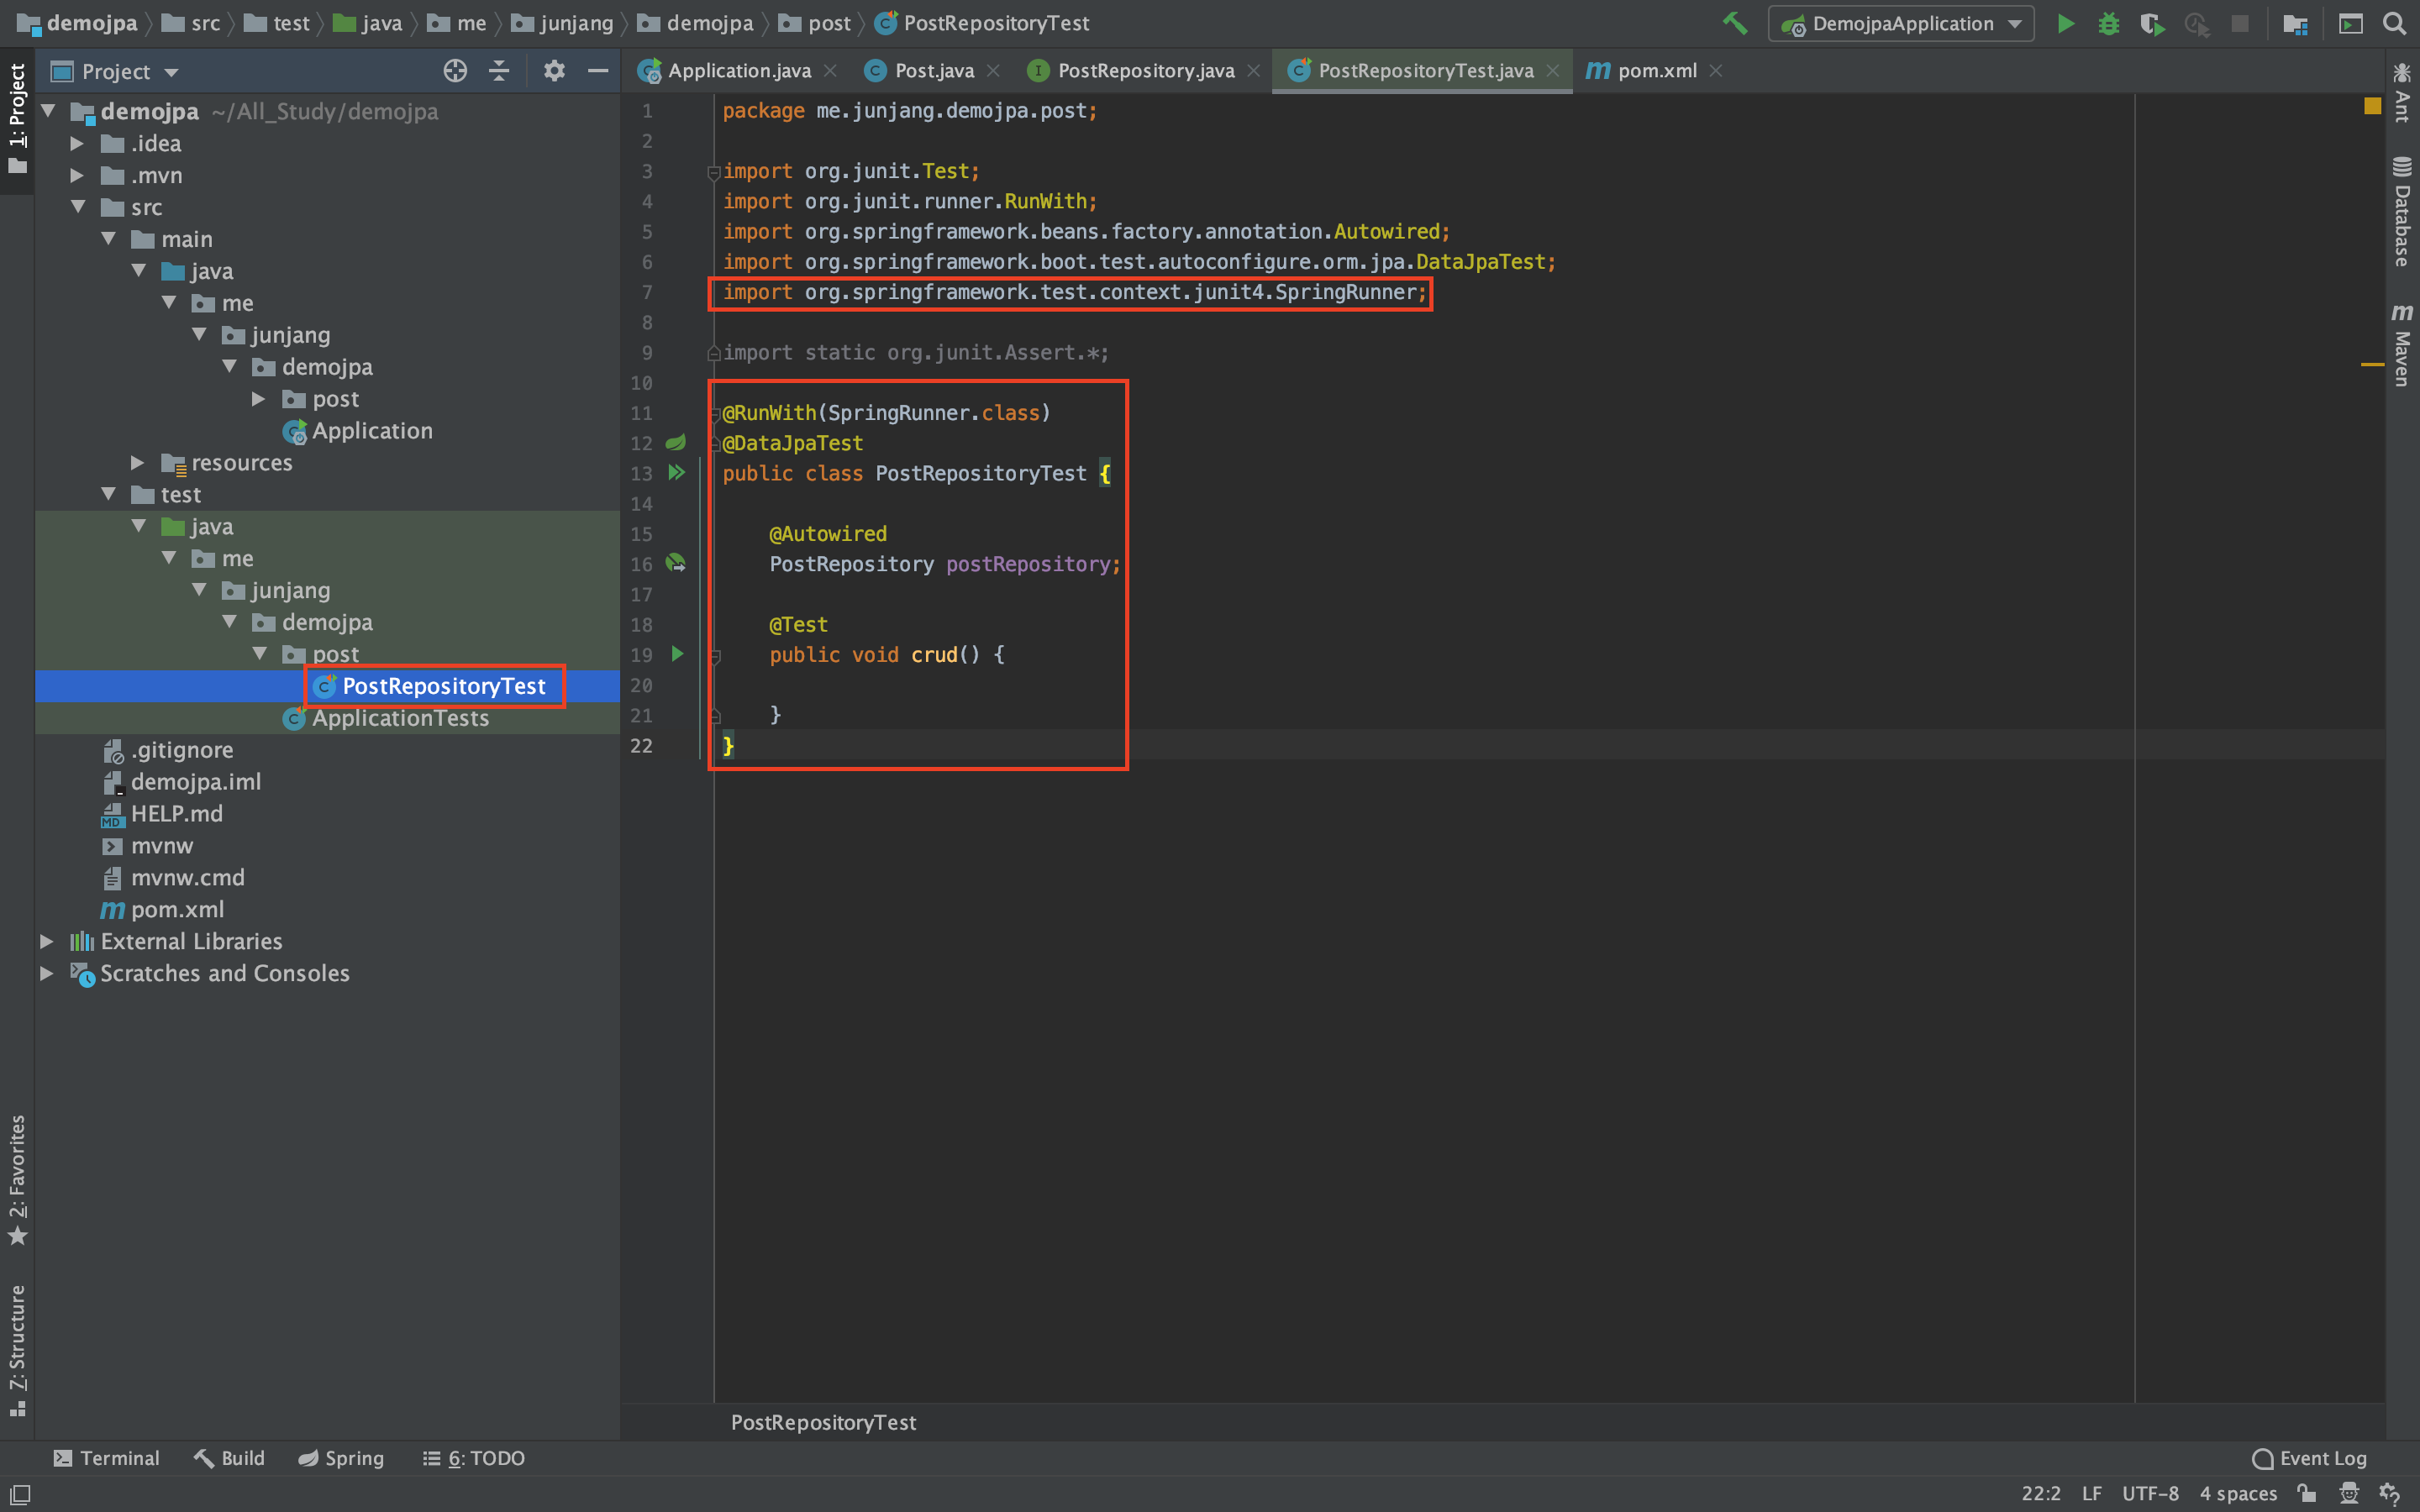 demojpa src test java me junjang demojpa post PostRepositoryTest
DemojpaApplication
1: Project
Project
Application.java
Post.java
PostRepository.java
PostRepositoryTest.java
pom.xml
demojpa ~/All_Study/demojpa
.idea
.mvn
src
main
java
me
junjang
demojpa
post
Application
resources
test
java
me
junjang
demojpa
post
PostRepositoryTest
ApplicationTests
.gitignore
demojpa.iml
HELP.md
mvnw
mvnw.cmd
pom.xml
External Libraries
Scratches and Consoles
1 package me.junjang.demojpa.post;
2
3 import org.junit.Test;
4 import org.junit.runner.RunWith;
5 import org.springframework.beans.factory.annotation.Autowired;
6 import org.springframework.boot.test.autoconfigure.orm.jpa.DataJpaTest;
7 import org.springframework.test.context.junit4.SpringRunner;
8
9 import static org.junit.Assert.*;
10
11 @RunWith(SpringRunner.class)
12 @DataJpaTest
13 public class PostRepositoryTest {
14
15 @Autowired
16 PostRepository postRepository;
17
18 @Test
19 public void crud() {
20
21 }
22 }
PostRepositoryTest
Ant
Database
Maven
2: Favorites
7: Structure
Terminal
Build
Spring
6: TODO
Event Log
22:2 LF UTF-8 4 spaces